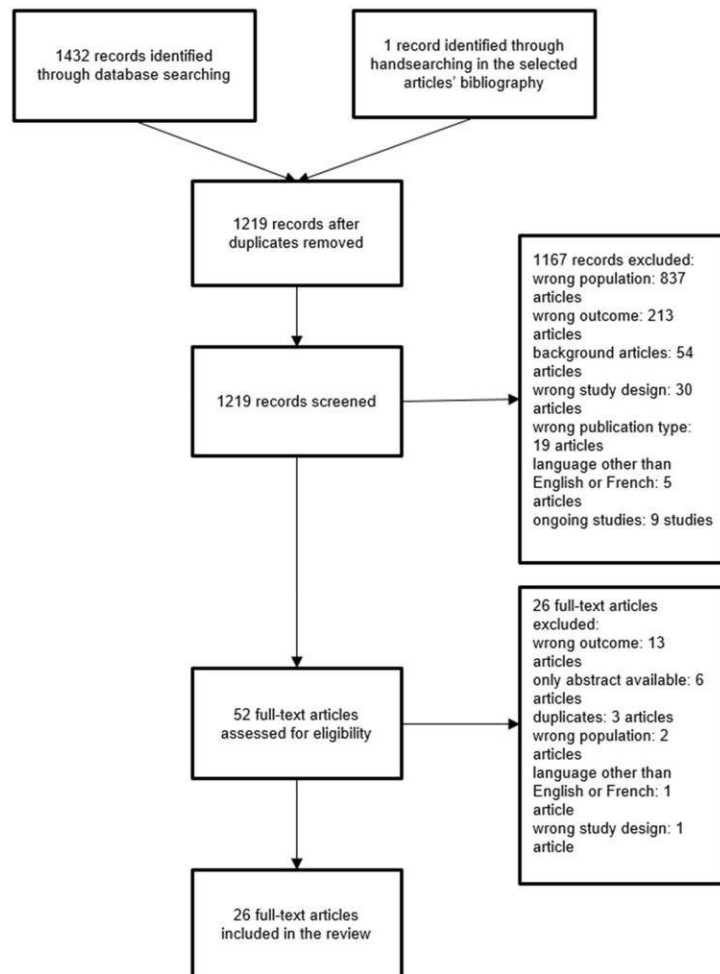 1432 records identified
through database searching
1 record identified through
handsearching in the selected
articles' bibliography
1219 records after
duplicates removed
1167 records excluded:
wrong population: 837
articles
wrong outcome: 213
articles
background articles: 54
articles
wrong study design: 30
articles
wrong publication type:
19 articles
language other than
English or French: 5
articles
ongoing studies: 9 studies
1219 records screened
26 full-text articles
excluded:
wrong outcome: 13
articles
only abstract available: 6
articles
duplicates: 3 articles
wrong population: 2
articles
language other than
English or French: 1
article
wrong study design: 1
article
52 full-text articles
assessed for eligibility
26 full-text articles
included in the review